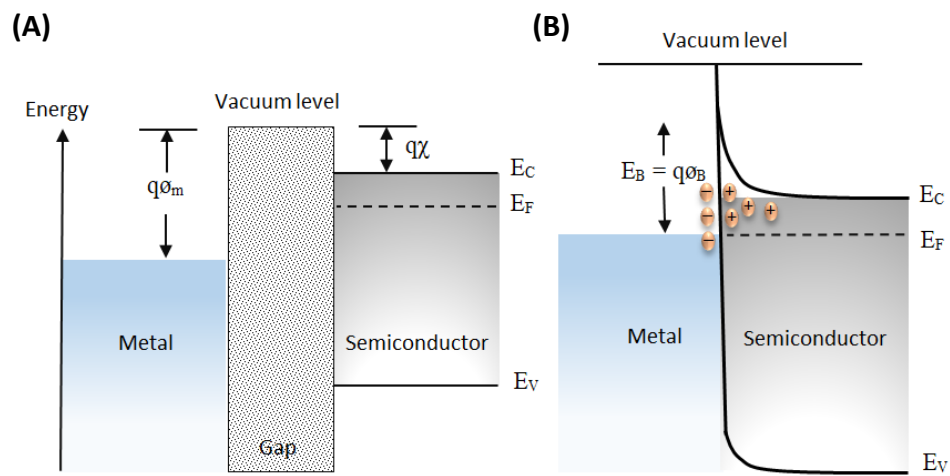 (A)
Energy
Vacuum level
qøm
qχ
EC
EF
Metal
Semiconductor
EV
Gap
(B)
Vacuum level
EB = qøB
− +
+
− +
+
−
EC
EF
Metal
Semiconductor
EV